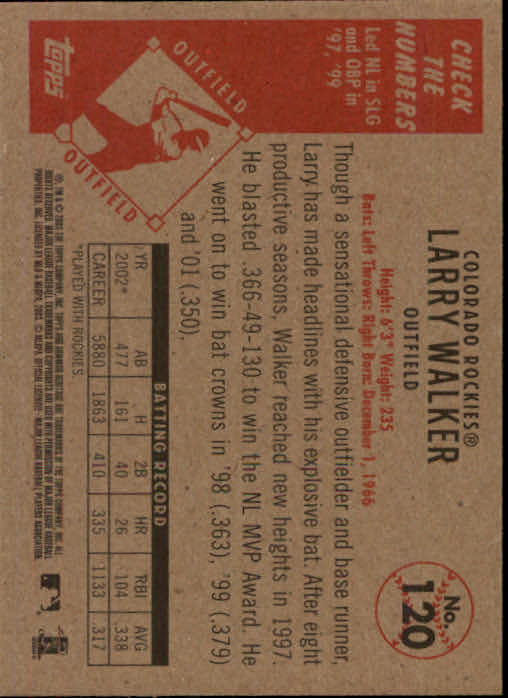 CHECK
THE
NUMBERS
Led NL in SLG
and OBP in
'97, '99
OUTFIELD
OUTFIELD
TOPPS
COLORADO ROCKIES®
LARRY WALKER
OUTFIELD
Height: 6'3" Weight: 235
Bats: Left Throws: Right Born: December 1, 1966
No.
120
Though a sensational defensive outfielder and base runner,
Larry has made headlines with his explosive bat. After eight
productive seasons, Walker reached new heights in 1997.
He blasted .366-49-130 to win the NL MVP Award. He
went on to win bat crowns in '98 (.363), '99 (.379)
and '01 (.350).
BATTING RECORD
YR AB H 2B HR RBI AVG
2002* 477 161 40 26 104 .338
CAREER 5880 1863 410 335 1133 .317
*PLAYED WITH ROCKIES.